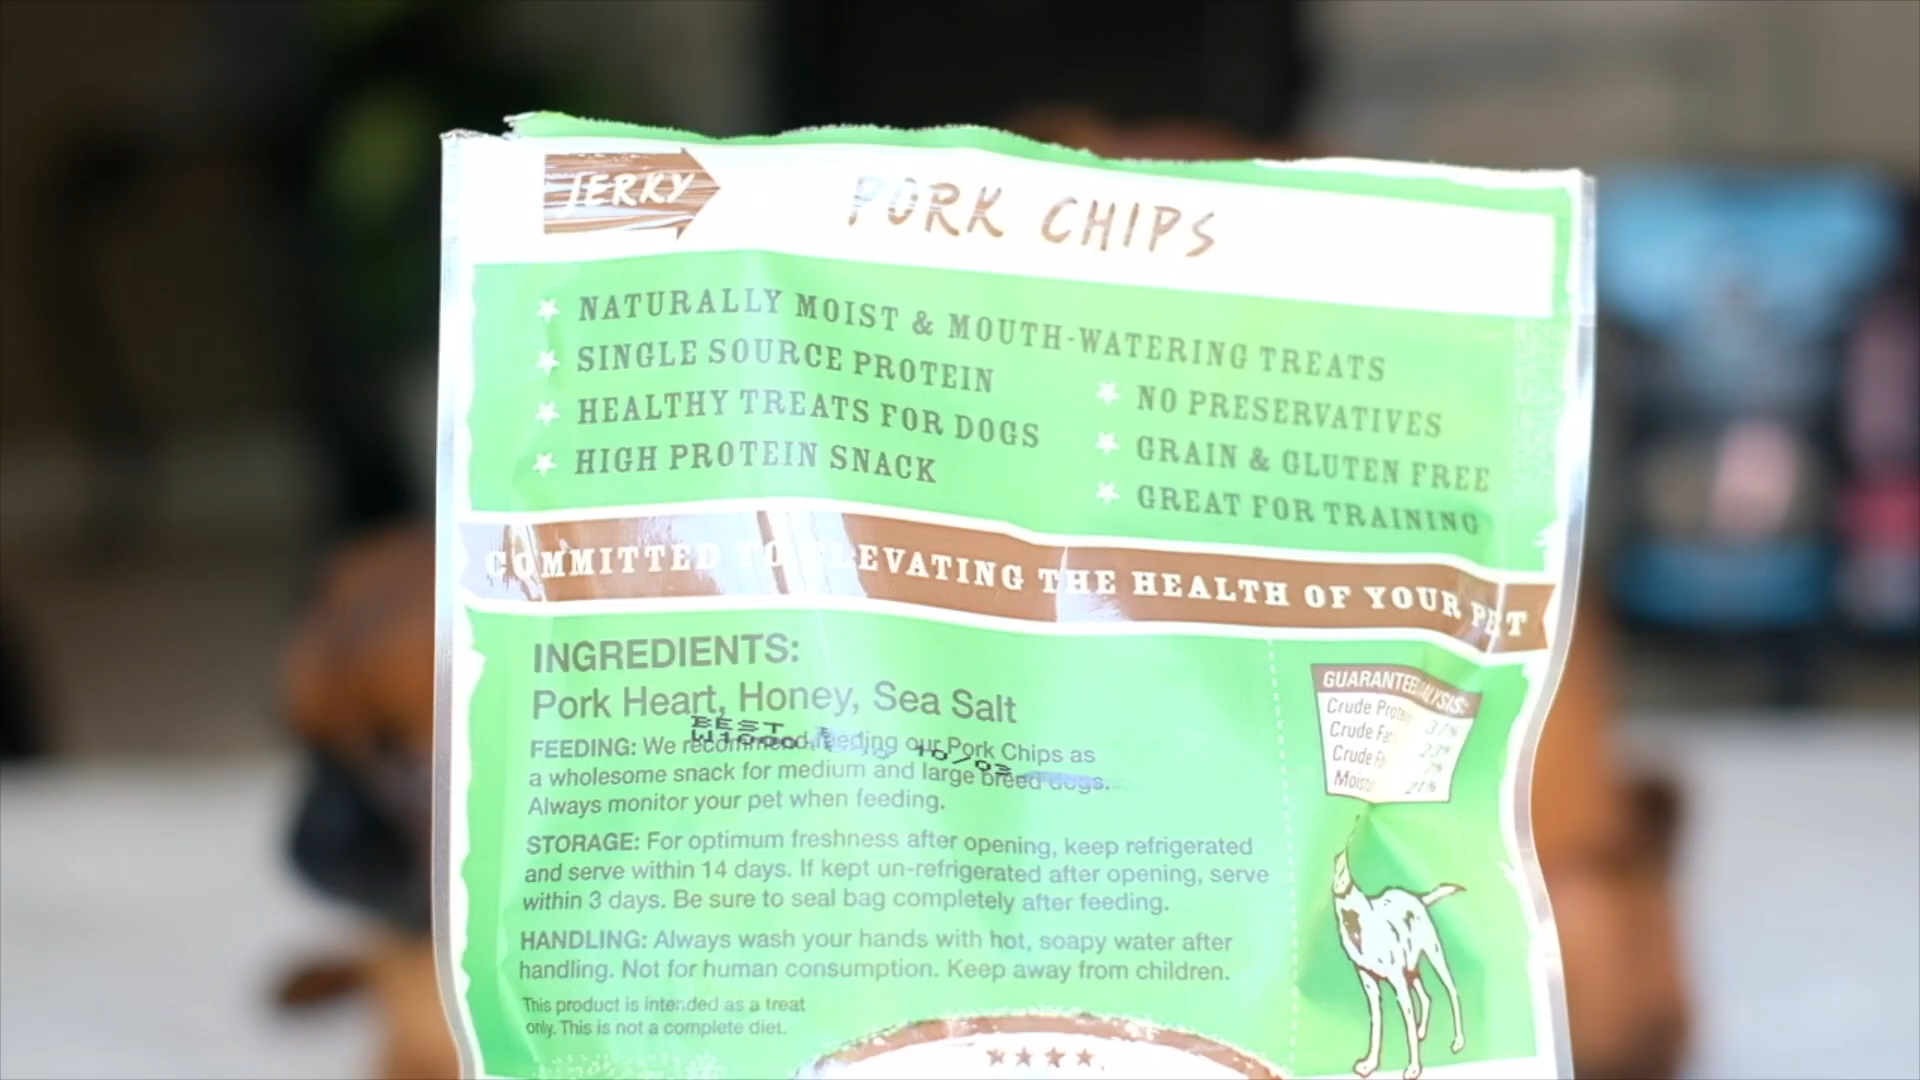 JERKY
PORK CHIPS
NATURALLY MOIST & MOUTH-WATERING TREATS
SINGLE SOURCE PROTEIN
HEALTHY TREATS FOR DOGS
HIGH PROTEIN SNACK
NO PRESERVATIVES
GRAIN & GLUTEN FREE
GREAT FOR TRAINING
COMMITTED TO ELEVATING THE HEALTH OF YOUR PET
INGREDIENTS:
Pork Heart, Honey, Sea Salt
BEST
FEEDING: We recommend feeding our Pork Chips as
a wholesome snack for medium and large breed dogs.
Always monitor your pet when feeding.
STORAGE: For optimum freshness after opening, keep refrigerated
and serve within 14 days. If kept un-refrigerated after opening, serve
within 3 days. Be sure to seal bag completely after feeding.
HANDLING: Always wash your hands with hot, soapy water after
handling. Not for human consumption. Keep away from children.
This product is intended as a treat
only. This is not a complete diet.
GUARANTEED
Crude 37%
Crude 23%
Crude
21%